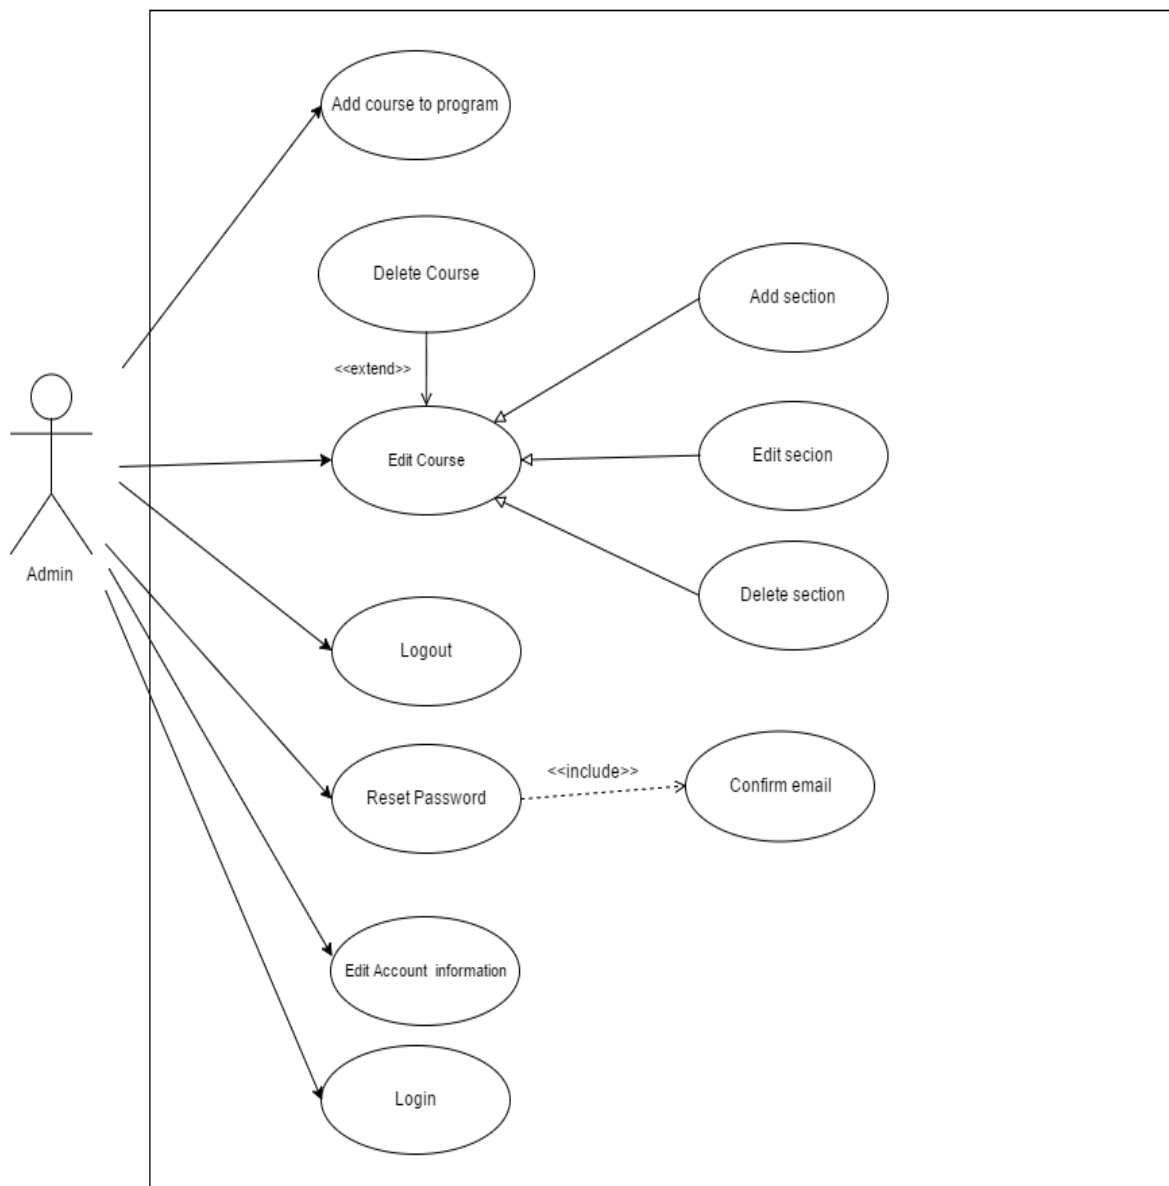 Add course to program
Delete Course
Add section
<<extend>>
Edit Course
Edit secion
Admin
Delete section
Logout
<<include>>
Confirm email
Reset Password
Edit Account  information
Login